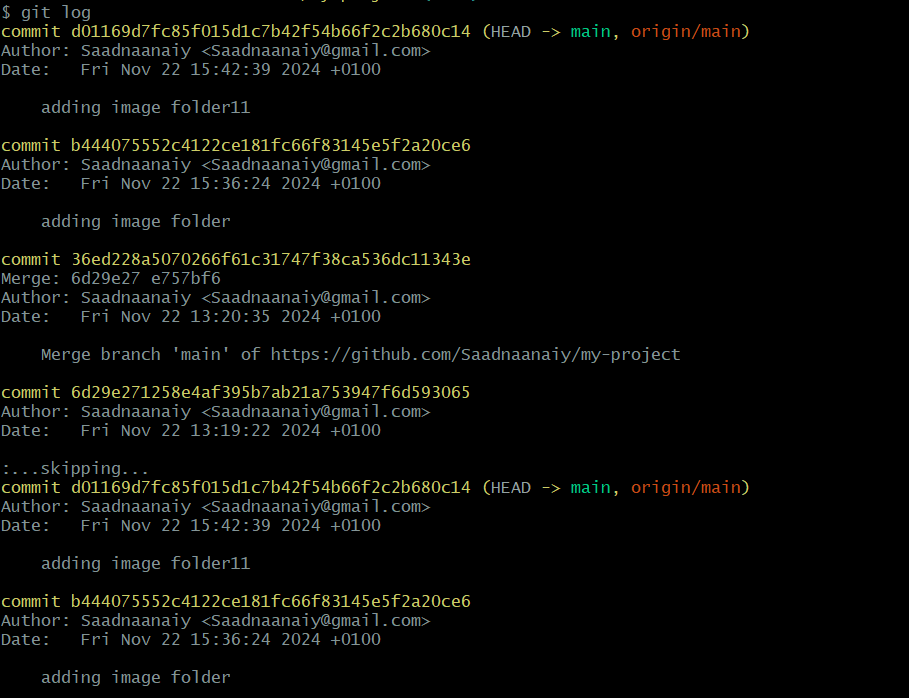 $ git log
commit d01169d7fc85f015d1c7b42f54b66f2c2b680c14 (HEAD -> main, origin/main)
Author: Saadnaanaiy <Saadnaanaiy@gmail.com>
Date:   Fri Nov 22 15:42:39 2024 +0100
adding image folder11
commit b444075552c4122ce181fc66f83145e5f2a20ce6
Author: Saadnaanaiy <Saadnaanaiy@gmail.com>
Date:   Fri Nov 22 15:36:24 2024 +0100
adding image folder
commit 36ed228a5070266f61c31747f38ca536dc11343e
Merge: 6d29e27 e757bf6
Author: Saadnaanaiy <Saadnaanaiy@gmail.com>
Date:   Fri Nov 22 13:20:35 2024 +0100
Merge branch 'main' of https://github.com/Saadnaanaiy/my-project
commit 6d29e271258e4af395b7ab21a753947f6d593065
Author: Saadnaanaiy <Saadnaanaiy@gmail.com>
Date:   Fri Nov 22 13:19:22 2024 +0100
:...skipping...
commit d01169d7fc85f015d1c7b42f54b66f2c2b680c14 (HEAD -> main, origin/main)
Author: Saadnaanaiy <Saadnaanaiy@gmail.com>
Date:   Fri Nov 22 15:42:39 2024 +0100
adding image folder11
commit b444075552c4122ce181fc66f83145e5f2a20ce6
Author: Saadnaanaiy <Saadnaanaiy@gmail.com>
Date:   Fri Nov 22 15:36:24 2024 +0100
adding image folder